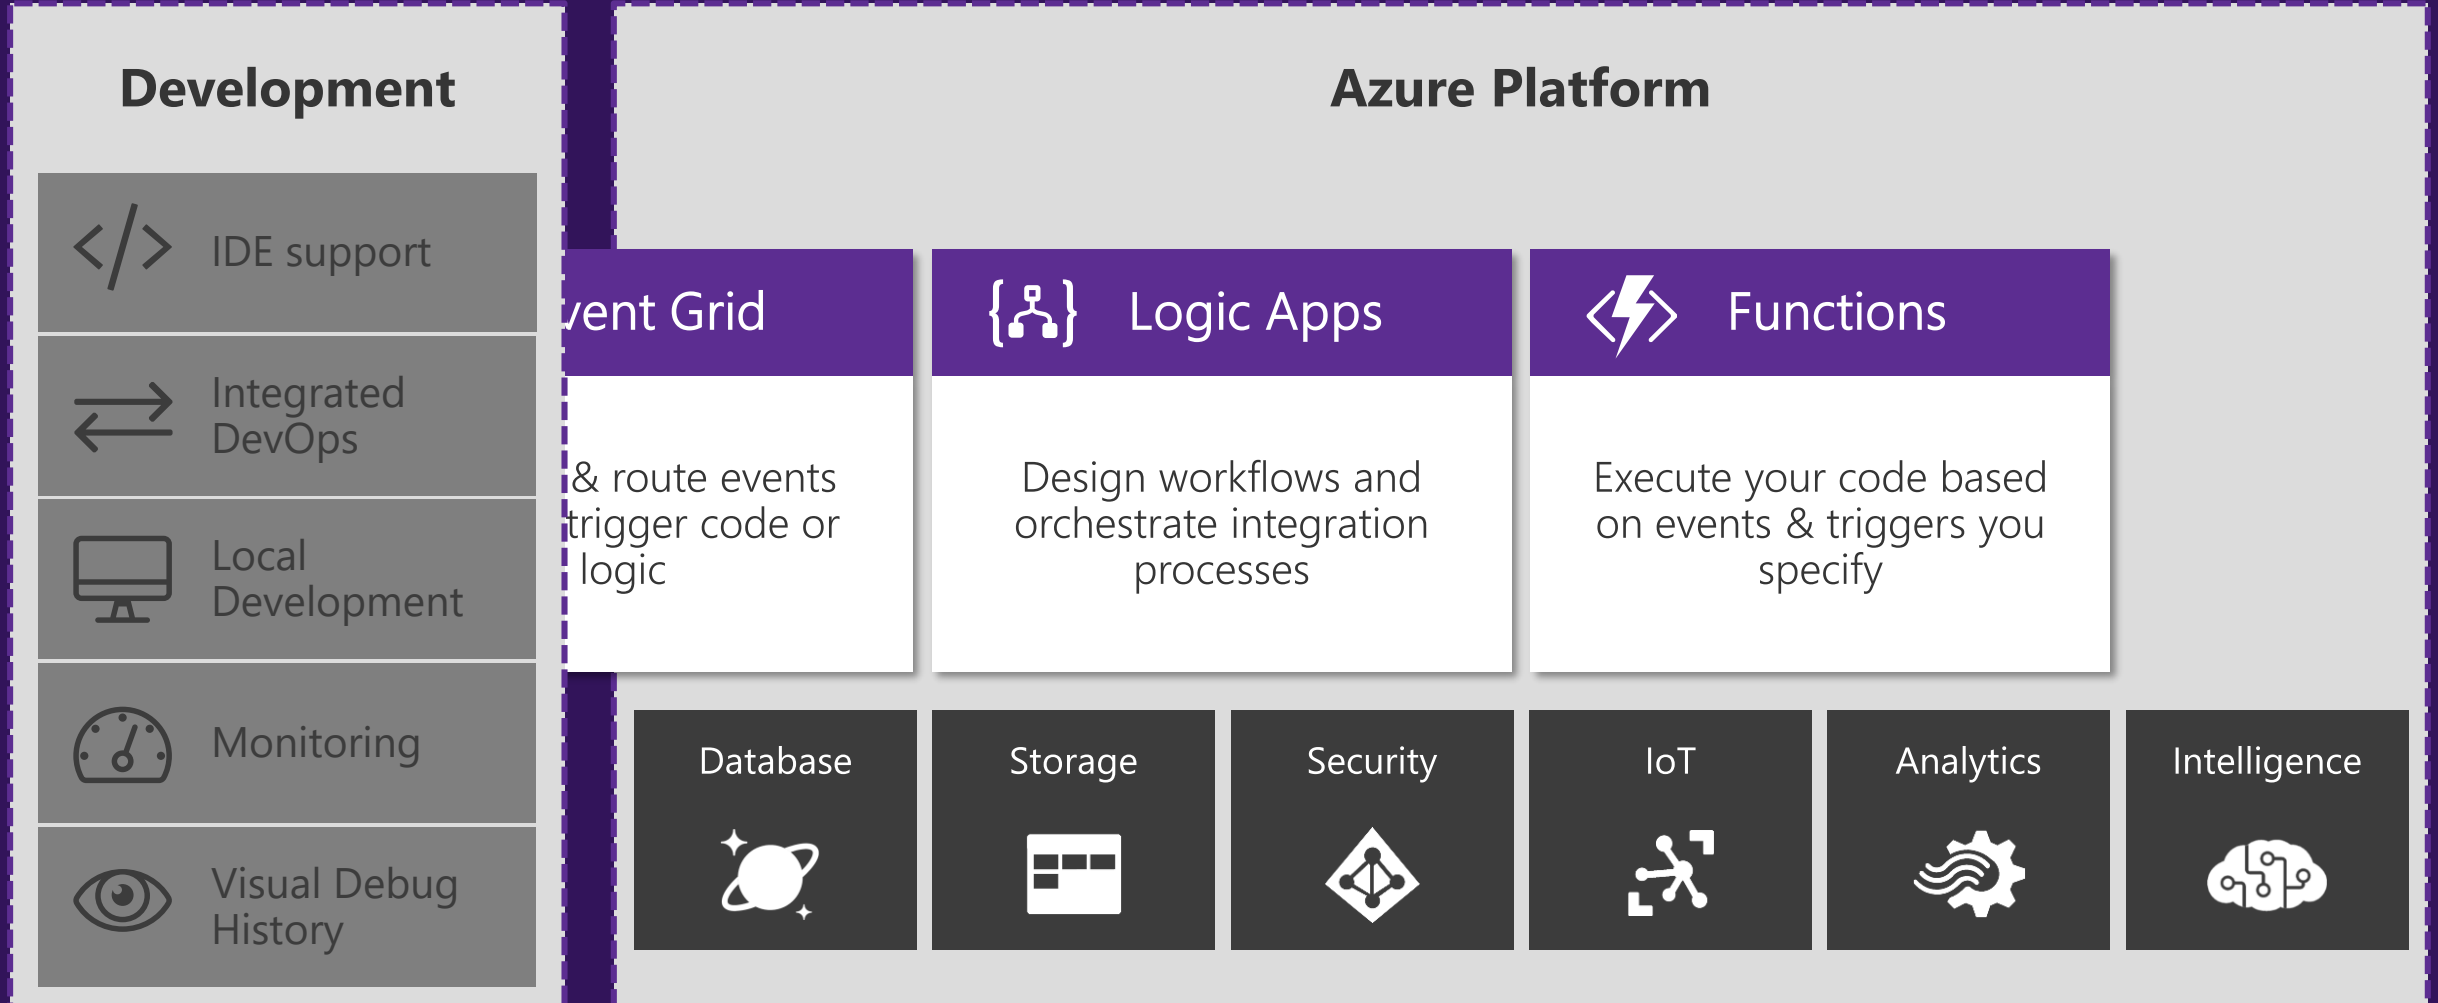 Development
IDE support
Integrated
DevOps
Local
Development
Monitoring
Visual Debug
History
Azure Platform
vent Grid
& route events
trigger code or
logic
Logic Apps
Design workflows and
orchestrate integration
processes
Functions
Execute your code based
on events & triggers you
specify
Database
Storage
Security
IoT
Analytics
Intelligence